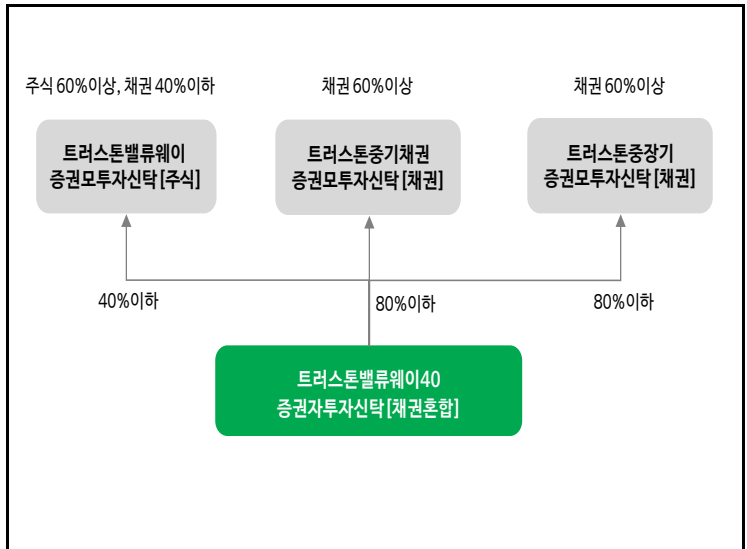 주식 60%이상, 채권 40%이하
채권 60%이상
채권 60%이상
트러스톤밸류웨이
증권모투자신탁 [주식]
트러스톤중기채권
증권모투자신탁 [채권]
트러스톤중장기
증권모투자신탁 [채권]
40%이하
80%이하
80%이하
트러스톤밸류웨이40
증권자투자신탁 [채권혼합]